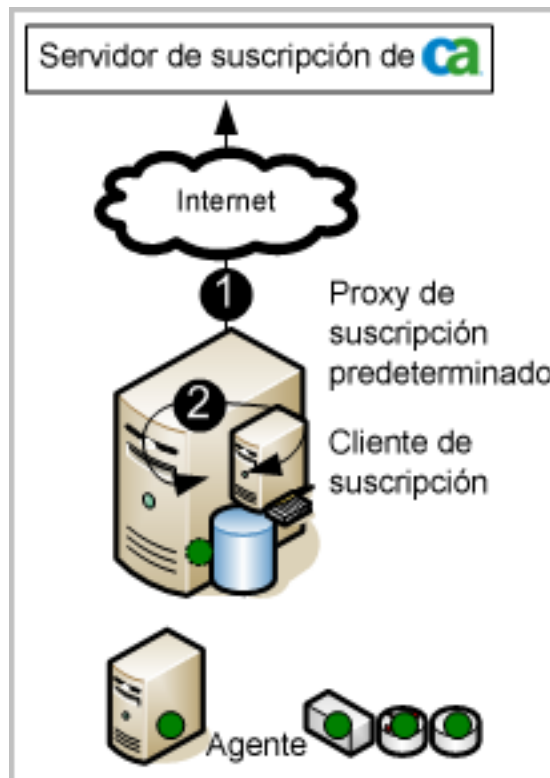 Servidor de suscripción de ca
Internet
1
Proxy de
suscripción
predeterminado
2
Cliente de
suscripción
Agente